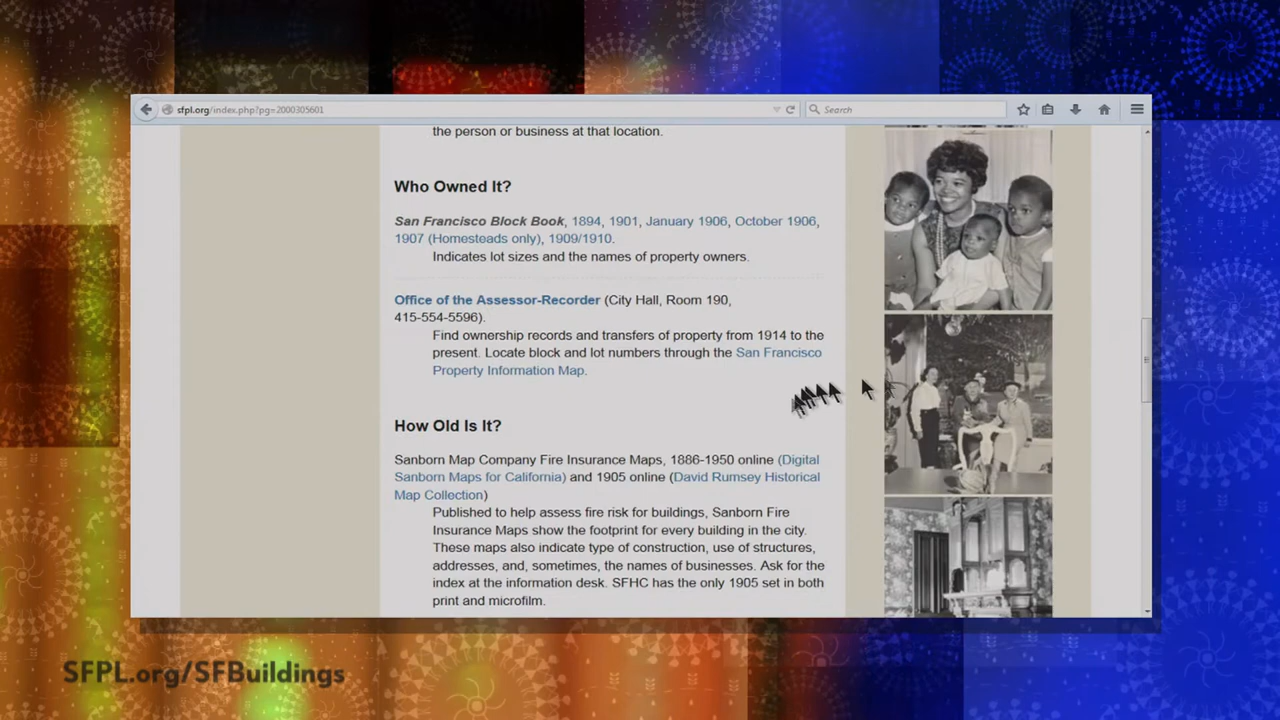 sfpl.org/index.php?pg=2000305601
Search
the person or business at that location.
Who Owned It?
San Francisco Block Book, 1894, 1901, January 1906, October 1906,
1907 (Homesteads only), 1909/1910.
Indicates lot sizes and the names of property owners.
Office of the Assessor-Recorder (City Hall, Room 190,
415-554-5596).
Find ownership records and transfers of property from 1914 to the
present. Locate block and lot numbers through the San Francisco
Property Information Map.
How Old Is It?
Sanborn Map Company Fire Insurance Maps, 1886-1950 online (Digital
Sanborn Maps for California) and 1905 online (David Rumsey Historical
Map Collection)
Published to help assess fire risk for buildings, Sanborn Fire
Insurance Maps show the footprint for every building in the city.
These maps also indicate type of construction, use of structures,
addresses, and, sometimes, the names of businesses. Ask for the
index at the information desk. SFHC has the only 1905 set in both
print and microfilm.
SFPL.org/SFBuildings